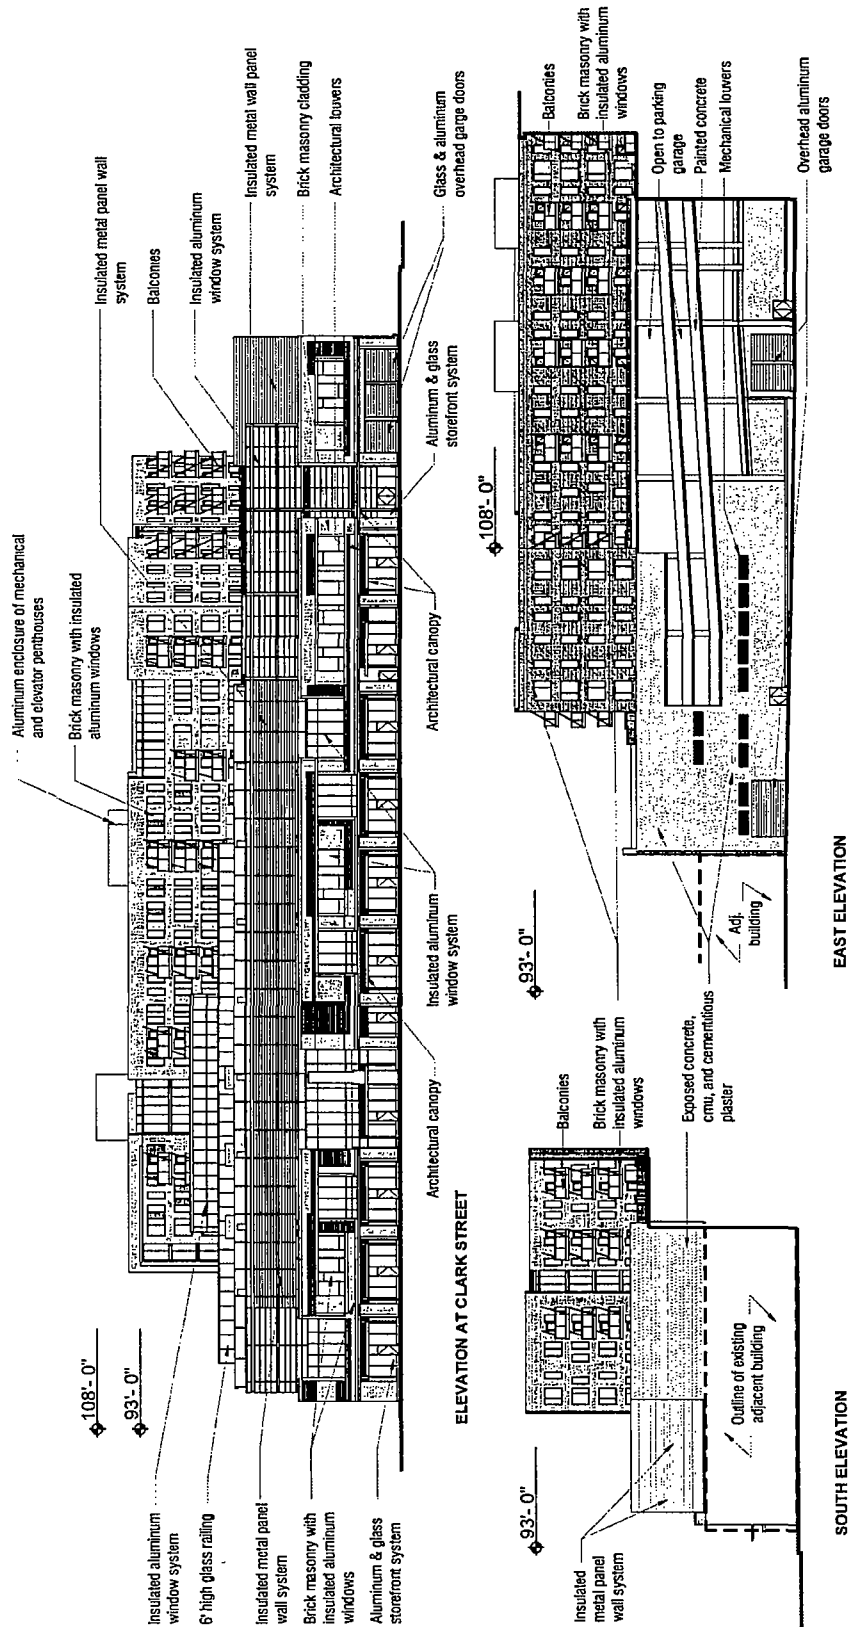 Aluminum enclosure of mechanical
and elevator penthouses
Brick masonry with insulated
aluminum windows
Insulated metal panel wall
system
Balconies
Insulated aluminum
window system
Insulated metal wall panel
system
Brick masonry cladding
Architectural louvers
Glass & aluminum
overhead garge doors
108'- 0"
93'- 0"
Insulated aluminum
window system
6' high glass railing
Insulated metal panel
wall system
Brick masonry with
insulated aluminum
windows
Aluminum & glass
storefront system
Architectural canopy
Insulated aluminum
window system
Architectural canopy
Aluminum & glass
storefront system
ELEVATION AT CLARK STREET
93'- 0"
Insulated
metal panel
wall system
Balconies
Brick masonry with
insulated aluminum
windows
Exposed concrete,
cmu, and cementitious
plaster
Outline of existing
adjacent building
SOUTH ELEVATION
93'- 0"
108'- 0"
Adj.
building
Balconies
Brick masonry with
insulated aluminum
windows
Open to parking
garage
Painted concrete
Mechanical louvers
Overhead aluminum
garage doors
EAST ELEVATION